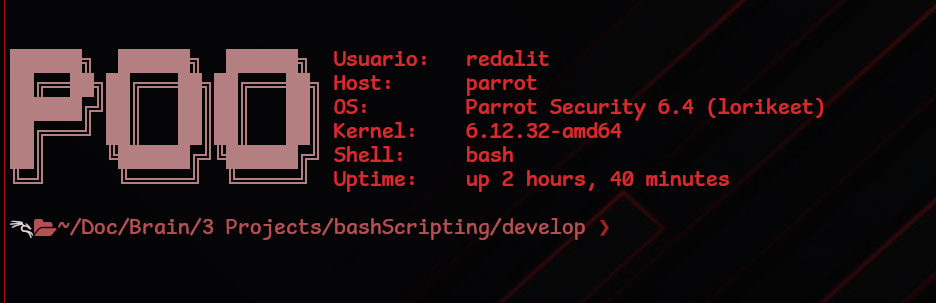 POO
Usuario: redalit
Host: parrot
OS: Parrot Security 6.4 (lorikeet)
Kernel: 6.12.32-amd64
Shell: bash
Uptime: up 2 hours, 40 minutes
~/Doc/Brain/3 Projects/bashScripting/develop ❯